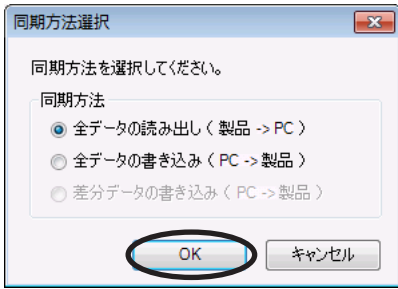 同期方法選択
同期方法を選択してください。
同期方法
全データの読み出し ( 製品 -> PC )
全データの書き込み ( PC -> 製品 )
差分データの書き込み ( PC -> 製品 )
OK
キャンセル